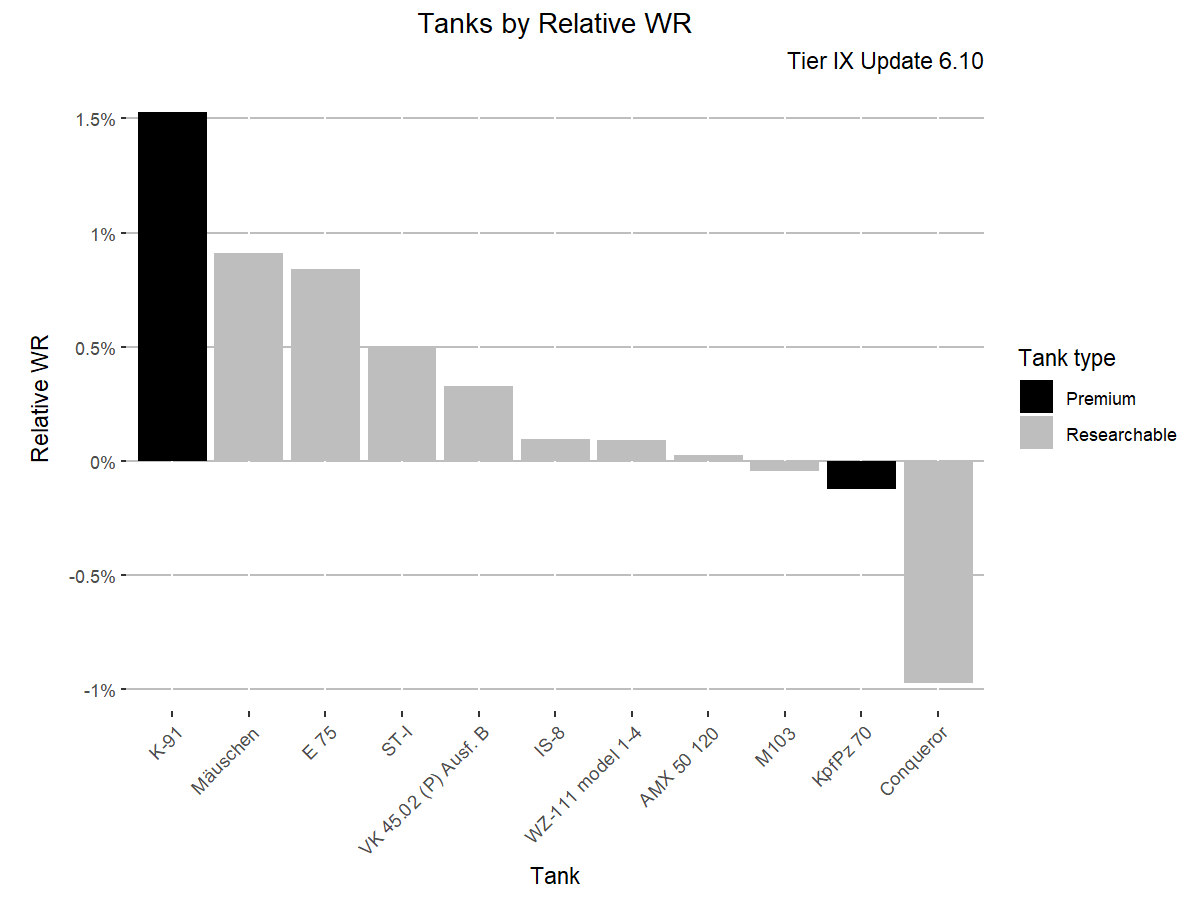 Tanks by Relative WR
Tier IX Update 6.10
Relative WR
1.5%
1%
0.5%
0%
-0.5%
-1%
K-91
Mäuschen
E 75
ST-I
VK 45.02 (P) Ausf. B
IS-8
WZ-111 model 1-4
AMX 50 120
M103
KpfPz 70
Conqueror
Tank
Tank type
Premium
Researchable